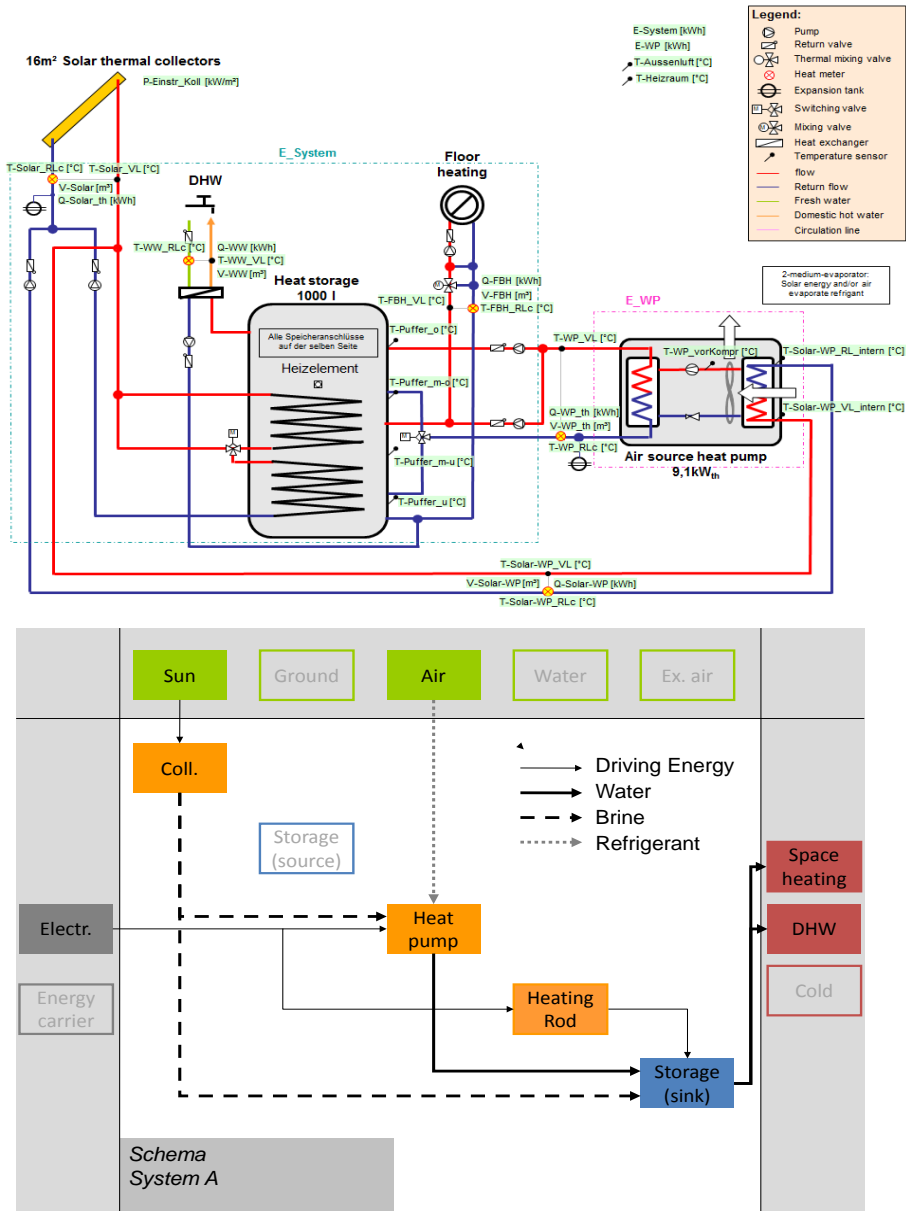 E-System [kWh]
E-WP [kWh]
T-Aussenluft [°C]
T-Heizraum [°C]
Legend:
Pump
Return valve
Thermal mixing valve
Heat meter
Expansion tank
M
Switching valve
M
Mixing valve
Heat exchanger
Temperature sensor
flow
Return flow
Fresh water
Domestic hot water
Circulation line
16m² Solar thermal collectors
P-Einstr_Koll [kW/m²]
E_System
T-Solar_RLc [°C]
T-Solar_VL [°C]
V-Solar [m³]
Q-Solar_th [kWh]
DHW
Floor
heating
Q-WW [kWh]
T-WW_RLc [°C]
T-WW_VL [°C]
V-WW [m³]
Heat storage
1000 l
M
Q-FBH [kWh]
V-FBH [m³]
T-FBH_VL [°C]
T-FBH_RLc [°C]
2-medium-evaporator:
Solar energy and/or air
evaporate refrigant
E_WP
Alle Speicheranschlüsse
auf der selben Seite
Heizelement
T-Puffer_o [°C]
T-Puffer_m-o [°C]
T-Puffer_m-u [°C]
T-Puffer_u [°C]
M
M
T-WP_VL [°C]
T-WP_vorKompr [°C]
T-Solar-WP_RL_intern [°C]
T-Solar-WP_VL_intern [°C]
Q-WP_th [kWh]
V-WP_th [m³]
T-WP_RLc [°C]
Air source heat pump
9,1kWth
T-Solar-WP_VL [°C]
V-Solar-WP [m³]
Q-Solar-WP [kWh]
T-Solar-WP_RLc [°C]
Sun
Ground
Air
Water
Ex. air
Coll.
Driving Energy
Water
Brine
Refrigerant
Storage
(source)
Space
heating
Electr.
Heat
pump
DHW
Energy
carrier
Heating
Rod
Cold
Storage
(sink)
Schema
System A